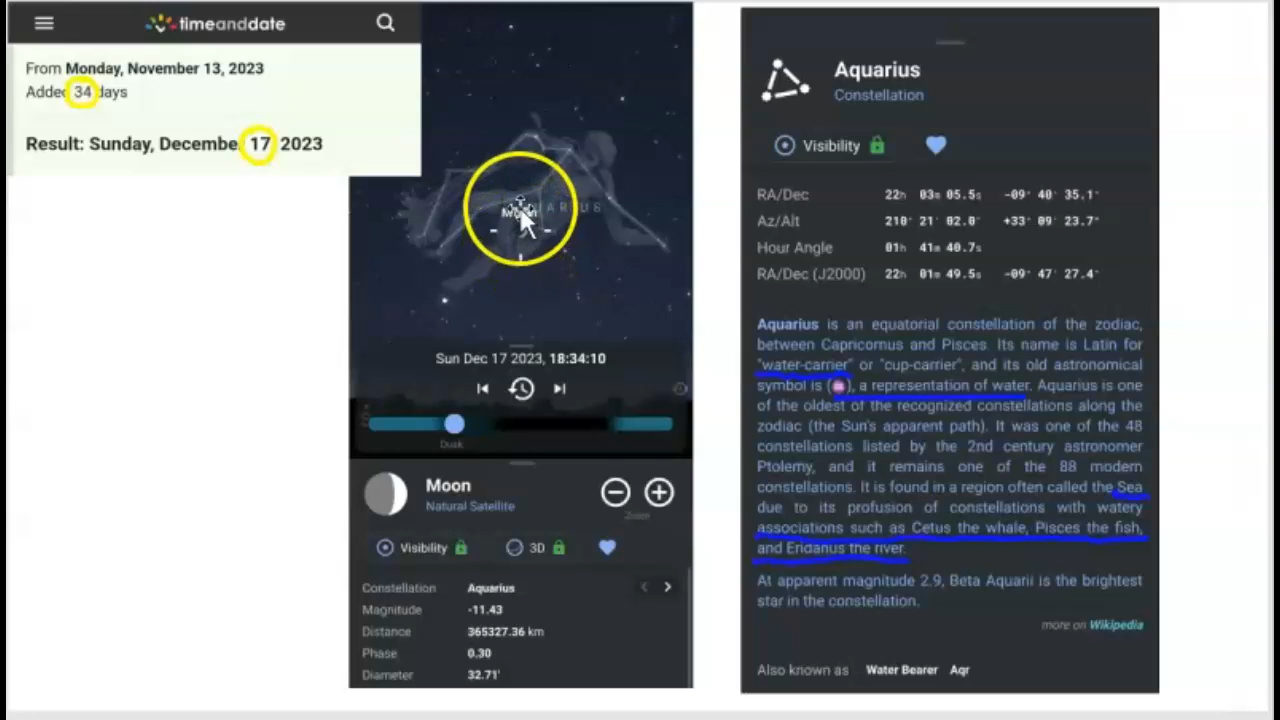 timeanddate
From Monday, November 13, 2023
Added 34 days
Result: Sunday, December 17 2023
Moon
AQUARIUS
Sun Dec 17 2023, 18:34:10
Dusk
Moon
Natural Satellite
Zoom
Visibility
3D
Constellation Aquarius
Magnitude -11.43
Distance 365327.36 km
Phase 0.30
Diameter 32.71'
Aquarius
Constellation
Visibility
RA/Dec 22h 03m 05.5s -09° 40' 35.1"
Az/Alt 210° 21' 02.0" +33° 09' 23.7"
Hour Angle 01h 41m 40.7s
RA/Dec (J2000) 22h 01m 49.5s -09° 47' 27.4"
Aquarius is an equatorial constellation of the zodiac,
between Capricornus and Pisces. Its name is Latin for
"water-carrier" or "cup-carrier", and its old astronomical
symbol is (♒), a representation of water. Aquarius is one
of the oldest of the recognized constellations along the
zodiac (the Sun's apparent path). It was one of the 48
constellations listed by the 2nd century astronomer
Ptolemy, and it remains one of the 88 modern
constellations. It is found in a region often called the Sea
due to its profusion of constellations with watery
associations such as Cetus the whale, Pisces the fish,
and Eridanus the river.
At apparent magnitude 2.9, Beta Aquarii is the brightest
star in the constellation.
more on Wikipedia
Also known as Water Bearer Aqr